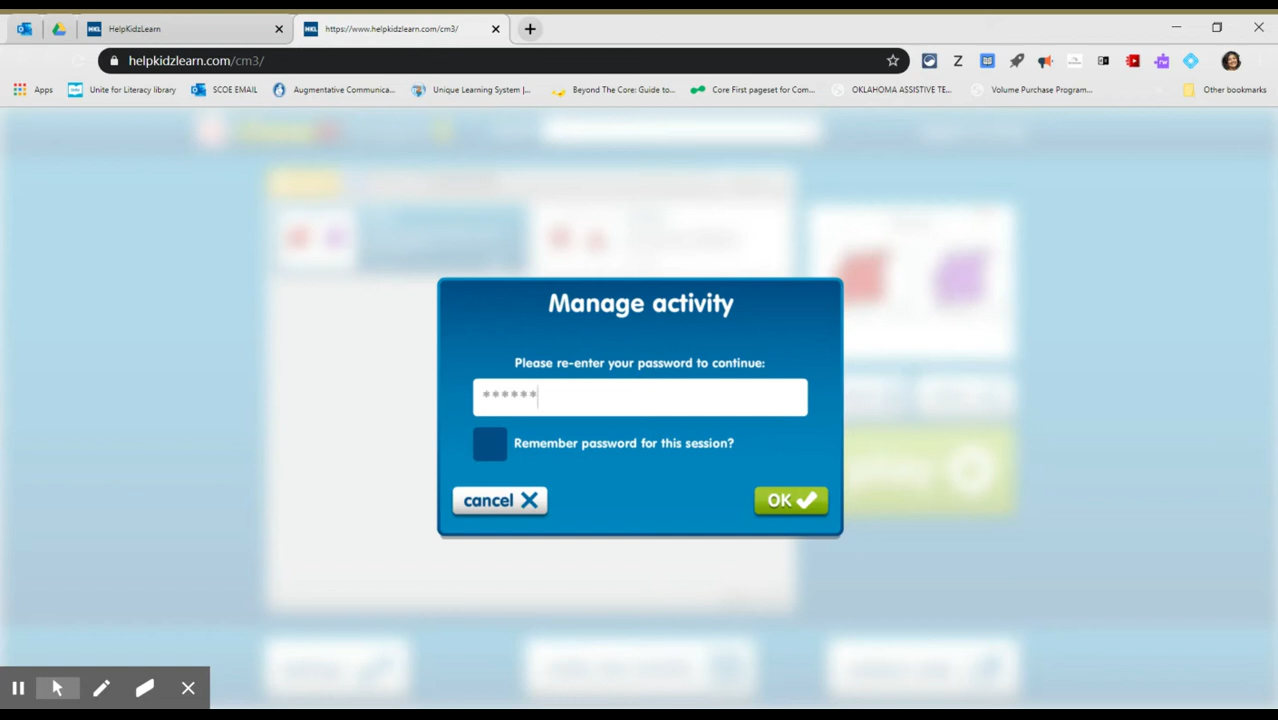 HKL HelpKidzLearn
HKL https://www.helpkidzlearn.com/cm3/
helpkidzlearn.com/cm3/
Apps Unite for Literacy library SCOE EMAIL Augmentative Communica... Unique Learning System |... Beyond The Core: Guide to... Core First pageset for Com... OKLAHOMA ASSISTIVE TE... Volume Purchase Program... Other bookmarks
Manage activity
Please re-enter your password to continue:
******
Remember password for this session?
cancel OK